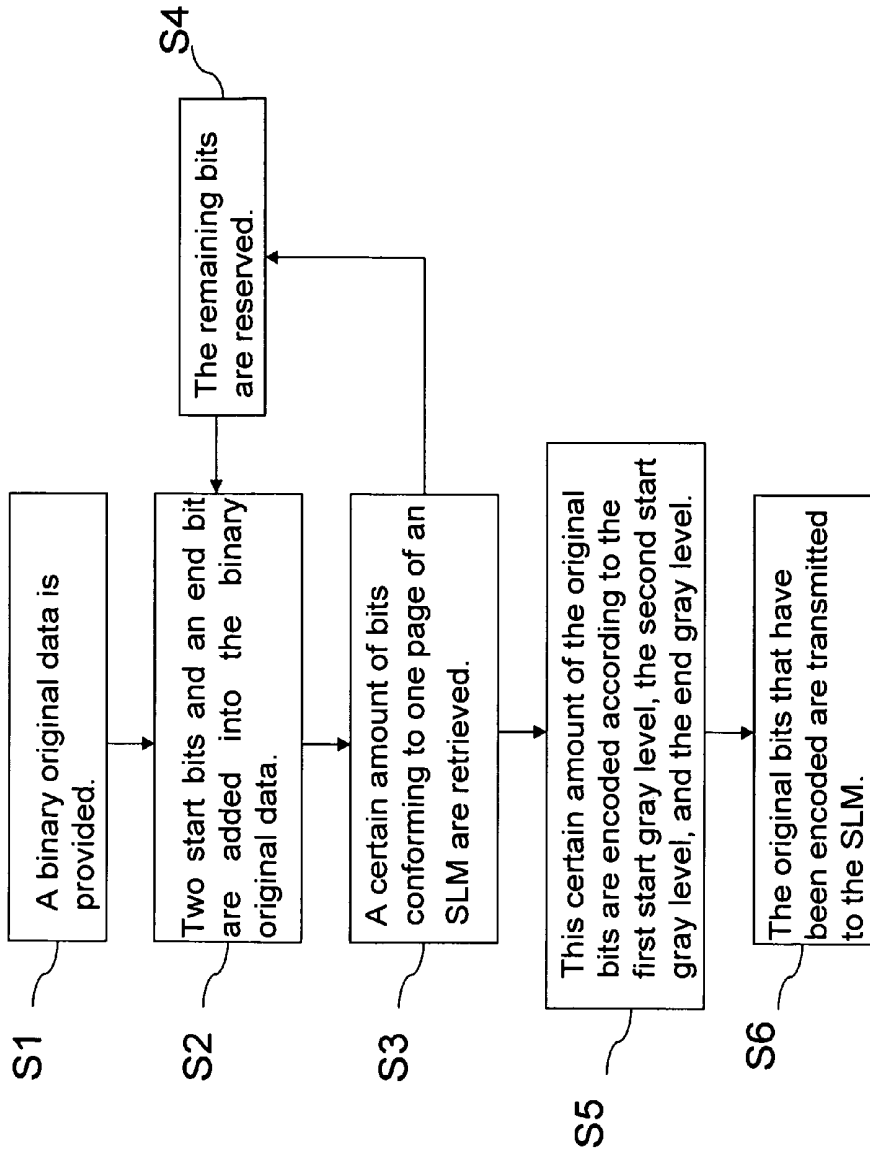 S1
A binary original data is
provided.
S2
Two start bits and an end bit
are added into the binary
original data.
S4
The remaining bits
are reserved.
S3
A certain amount of bits
conforming to one page of an
SLM are retrieved.
S5
This certain amount of the original
bits are encoded according to the
first start gray level, the second start
gray level, and the end gray level.
S6
The original bits that have
been encoded are transmitted
to the SLM.